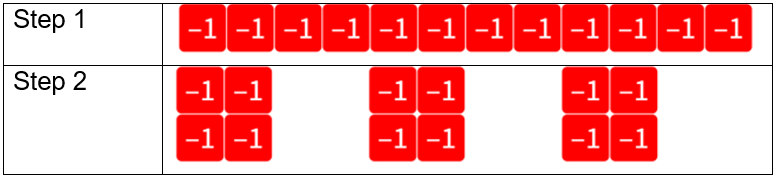 Step 1 –1 –1 –1 –1 –1 –1 –1 –1 –1 –1 –1 –1
Step 2 –1 –1 –1 –1 –1 –1
–1 –1 –1 –1 –1 –1